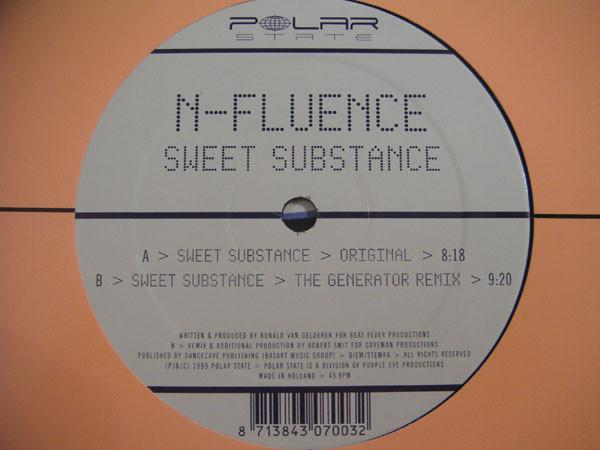 POLAR
STATE
N-FLUENCE
SWEET SUBSTANCE
A > SWEET SUBSTANCE > ORIGINAL > 8:18
B > SWEET SUBSTANCE > THE GENERATOR REMIX > 9:20
WRITTEN & PRODUCED BY RONALD VAN GELDEREN FOR BEAT FEVER PRODUCTIONS
B > REMIX & ADDITIONAL PRODUCTION BY ROBERT SMIT FOR CAVEMAN PRODUCTIONS
PUBLISHED BY DANCECAVE PUBLISHING (BASART MUSIC GROUP) > BIEM/STEMRA > ALL RIGHTS RESERVED
(P)&(C) 1999 POLAR STATE > POLAR STATE IS A DIVISION OF PURPLE EYE PRODUCTIONS
MADE IN HOLLAND > 45 RPM
8 713843 070032